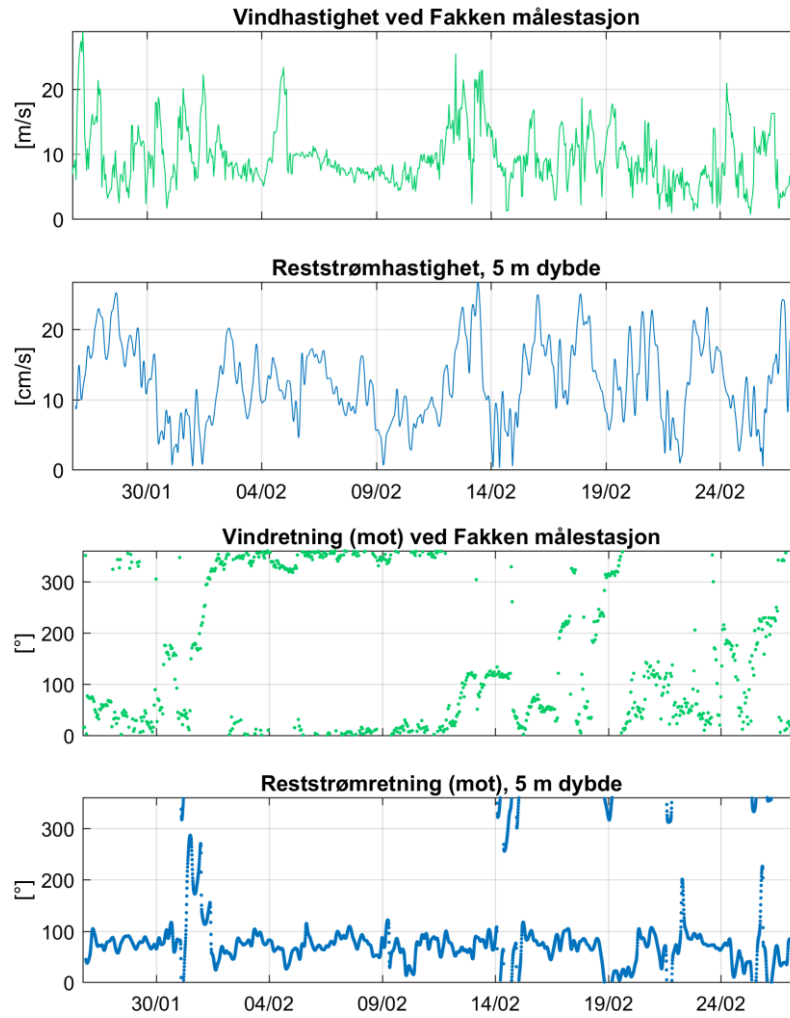 Vindhastighet ved Fakken målestasjon
[m/s]
20
10
0
Reststrømhastighet, 5 m dybde
[cm/s]
20
10
0
30/01 04/02 09/02 14/02 19/02 24/02
Vindretning (mot) ved Fakken målestasjon
[°]
300
200
100
0
Reststrømretning (mot), 5 m dybde
[°]
300
200
100
0
30/01 04/02 09/02 14/02 19/02 24/02